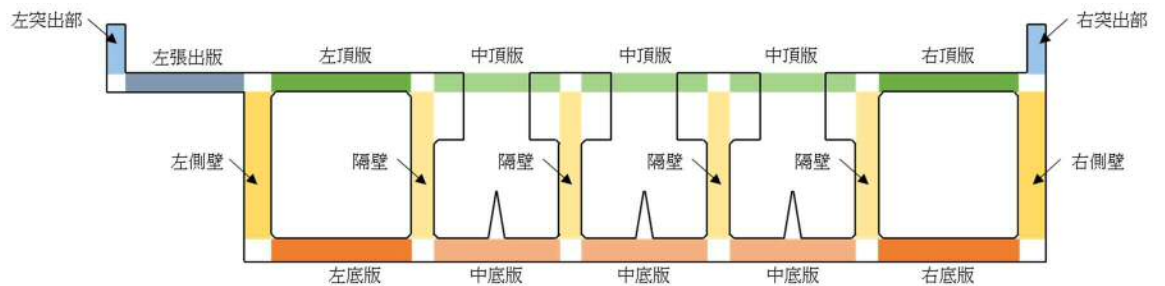 左突出部
右突出部
左張出版
左頂版
中頂版
中頂版
中頂版
右頂版
左側壁
隔壁
隔壁
隔壁
隔壁
右側壁
左底版
中底版
中底版
中底版
右底版